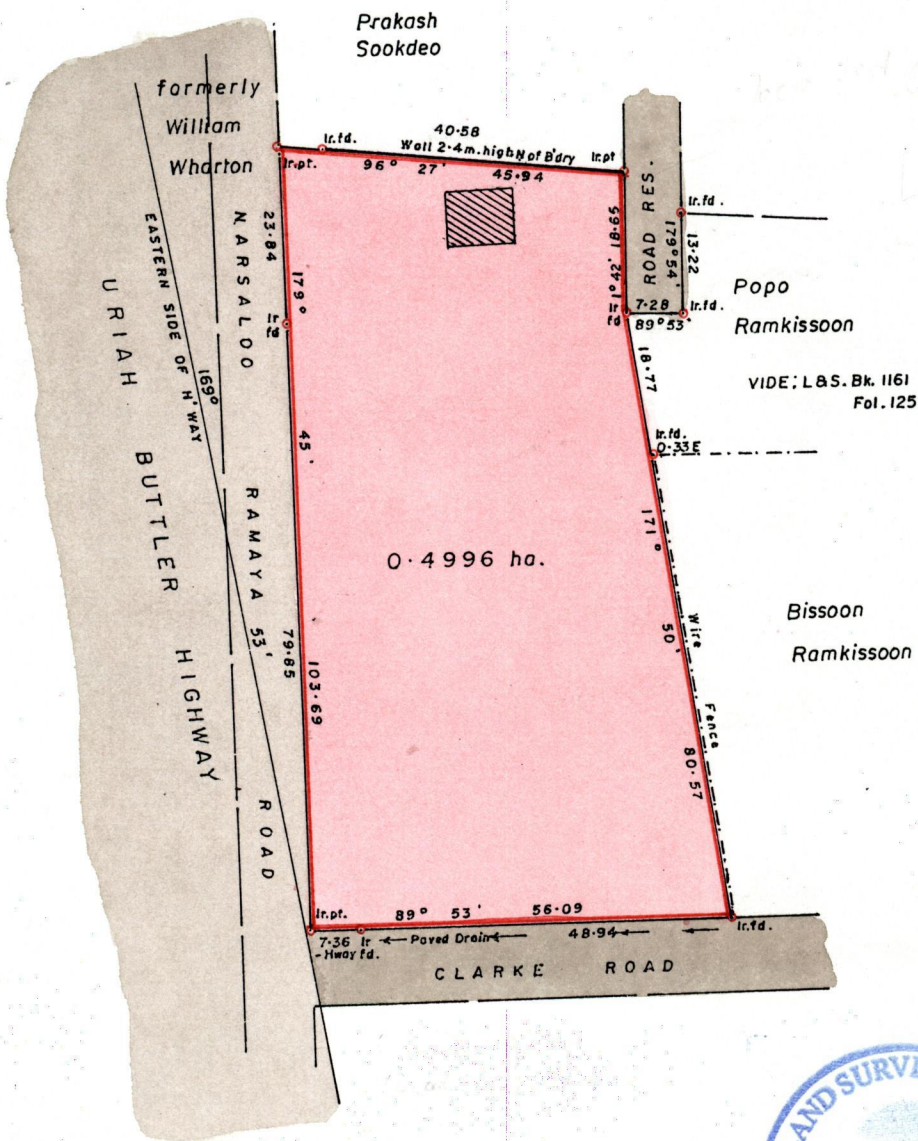 Prakash
Sookdeo
formerly
William
Wharton
Ir. fd.
40·58
Wall 2·4m. high N of B'dry
Ir.pt
Ir.pt.
96° 27'
45·94
ROAD RES.
Ir.fd.
179° 54'
13·22
1° 42' 18·65
23·84
179°
45'
NARSALOO RAMAYA ROAD
EASTERN SIDE OF H'WAY
169° 53'
URIAH BUTTLER HIGHWAY
Ir
fd
Ir
fd
7·28
Ir.fd.
89° 53'
Popo
Ramkissoon
VIDE; L&S. Bk. 1161
Fol. 125
18·77
Ir.fd.
0·33E
171° 50'
80·57
Wire Fence
0·4996 ha.
Bissoon
Ramkissoon
79·85
103·69
Ir.pt.
89° 53'
56·09
Ir.fd.
7·36
Ir
fd.
Paved Drain
48·94
-Hway
CLARKE ROAD
AND SURVE